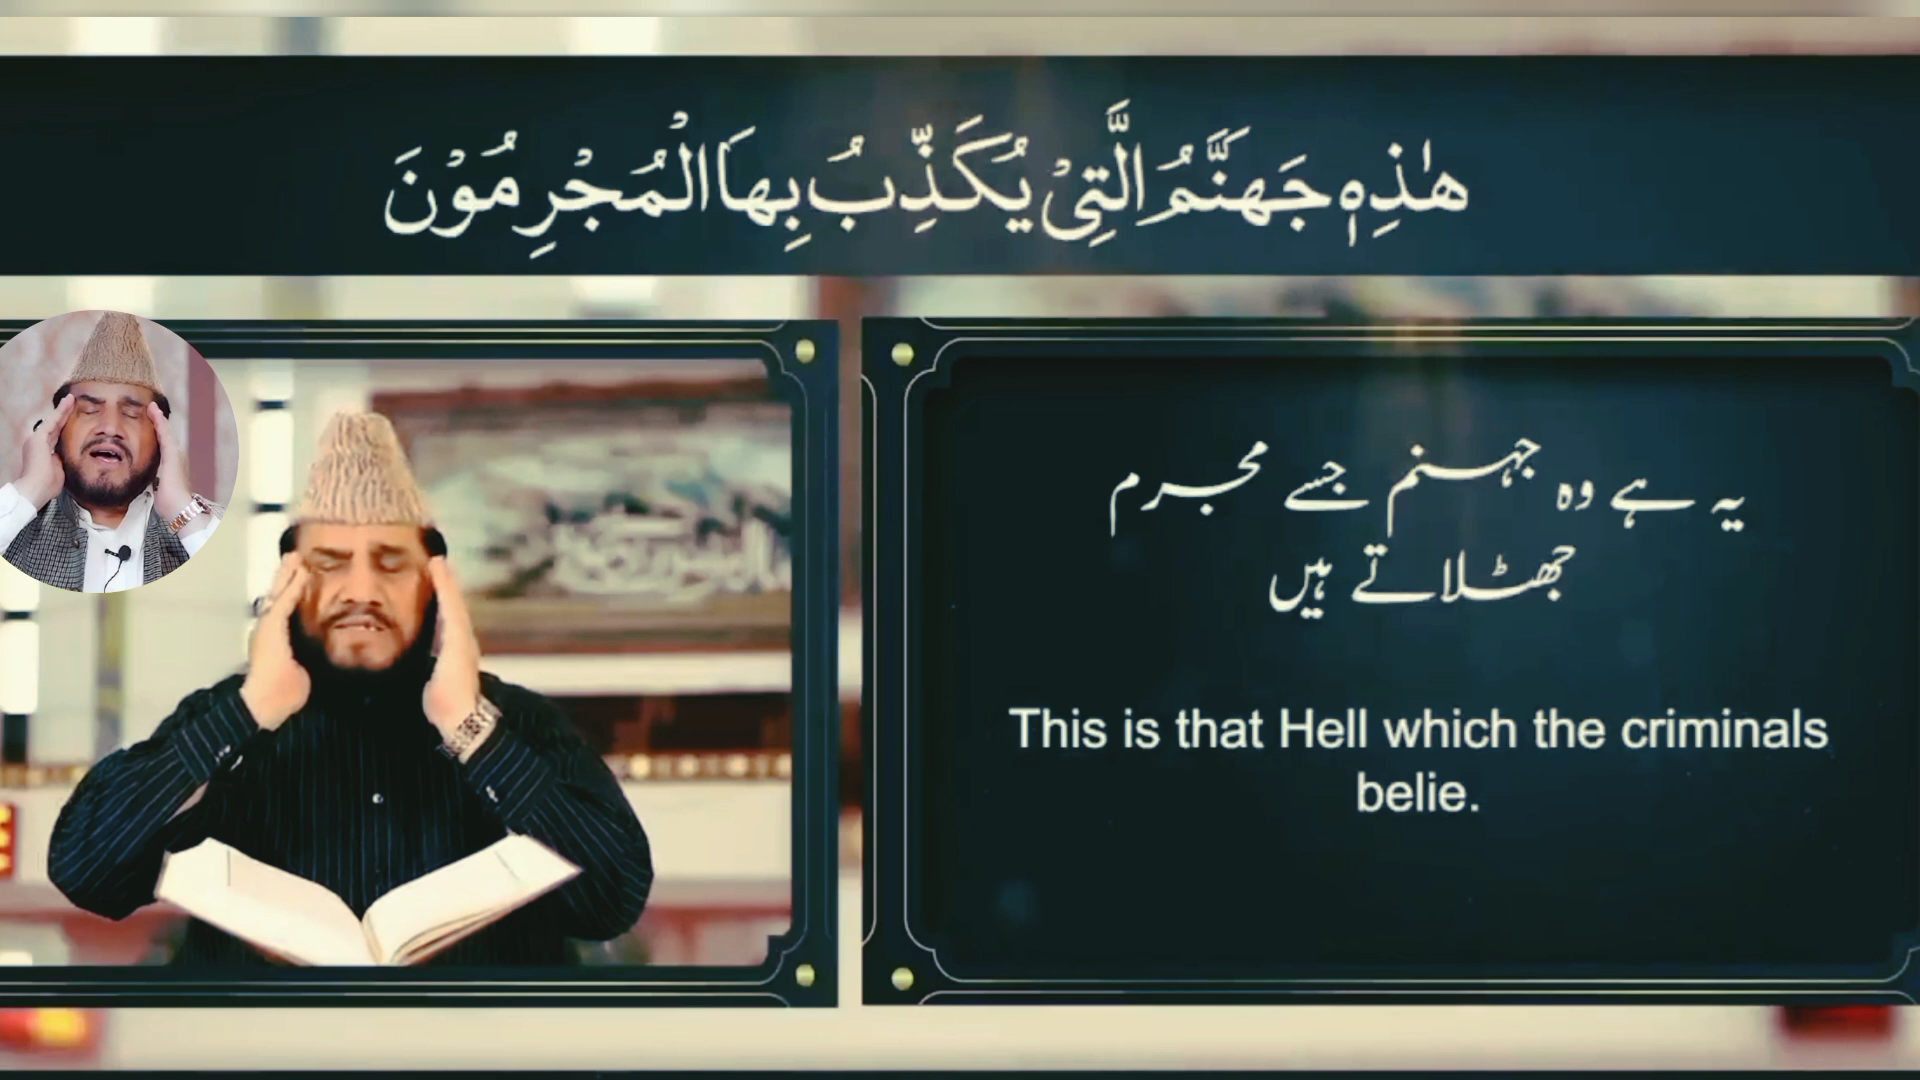 هٰذِهٖ جَهَنَّمُ الَّتِیْ یُكَذِّبُ بِهَا الْمُجْرِمُوْنَ
یہ ہے وہ جہنم جسے مجرم
جھٹلاتے ہیں
This is that Hell which the criminals
belie.